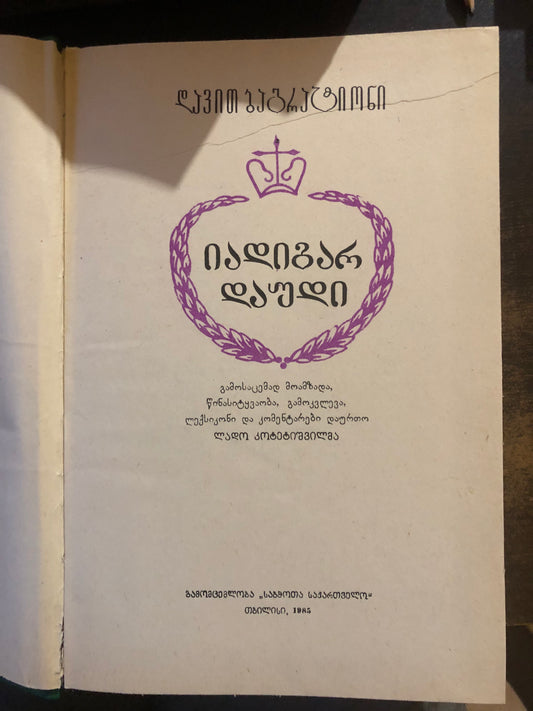 დავით ბაგრატიონი
იადიგარ
დაუდი
გამოსაცემად მოამზადა,
წინასიტყვაობა, გამოკვლევა,
ლექსიკონი და კომენტარები დაურთო
ლადო კოტეტიშვილმა
გამომცემლობა „საბჭოთა საქართველო“
თბილისი, 1985